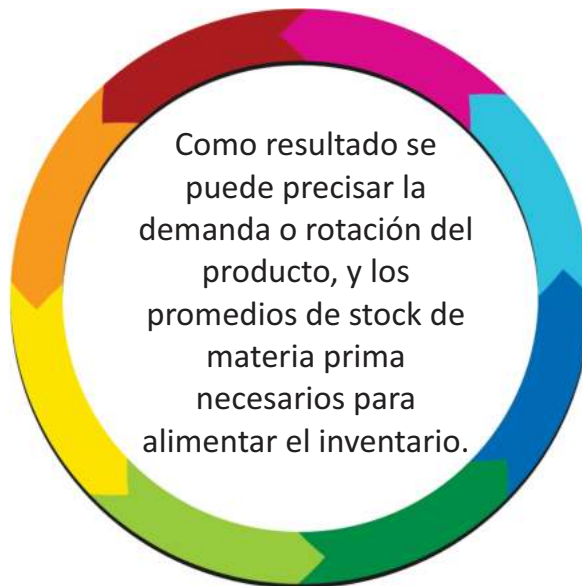 Como resultado se
puede precisar la
demanda o rotación del
producto, y los
promedios de stock de
materia prima
necesarios para
alimentar el inventario.